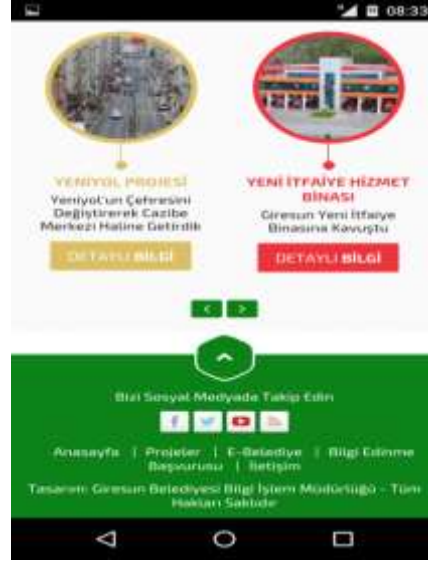 08:33
YENİYOL PROJESİ
Yeniyol'un Çehresini
Değiştirerek Cazibe
Merkezi Haline Getirdik
DETAYLI BİLGİ
YENİ İTFAİYE HİZMET
BİNASI
Giresun Yeni İtfaiye
Binasına Kavuştu
DETAYLI BİLGİ
Bizi Sosyal Medyada Takip Edin
Anasayfa | Projeler | E-Belediye | Bilgi Edinme
Başvurusu | İletişim
Tasarım: Giresun Belediyesi Bilgi İşlem Müdürlüğü - Tüm
Hakları Saklıdır